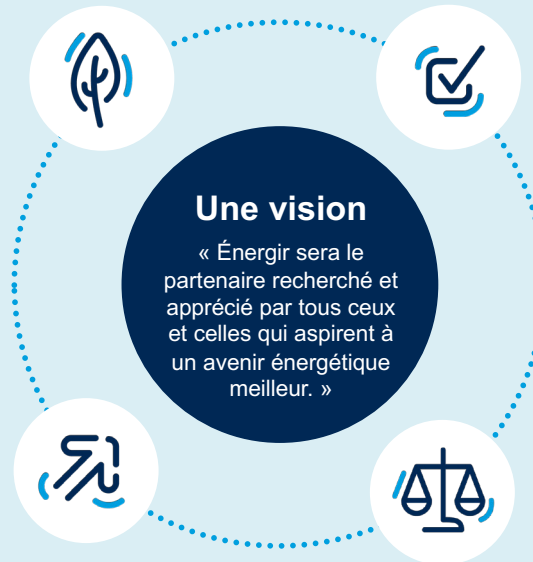 Une vision
« Énergir sera le
partenaire recherché et
apprécié par tous ceux
et celles qui aspirent à
un avenir énergétique
meilleur. »